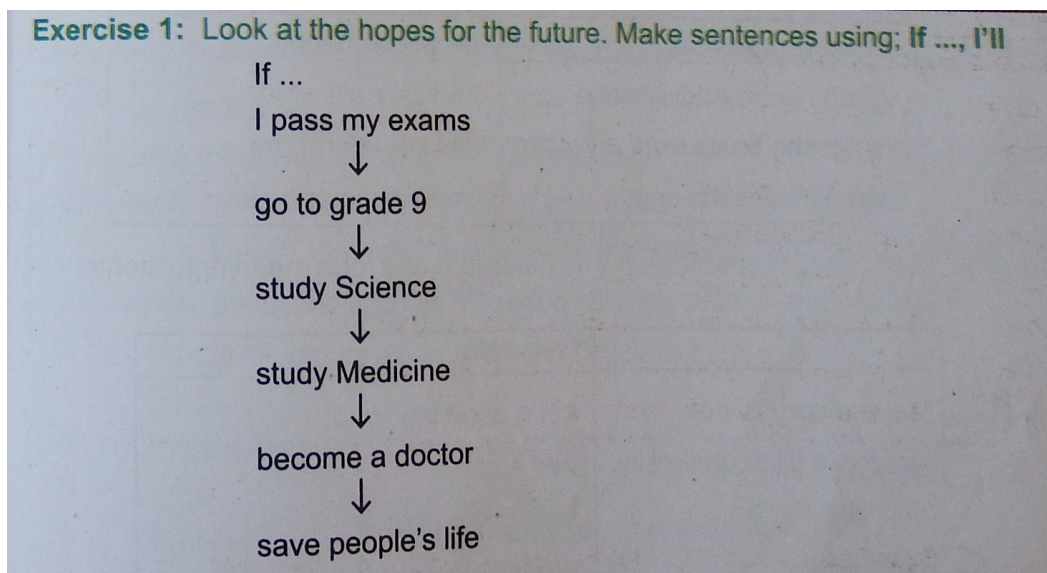 Exercise 1: Look at the hopes for the future. Make sentences using; If ..., I'll
If ...
I pass my exams
↓
go to grade 9
↓
study Science
↓
study Medicine
↓
become a doctor
↓
save people's life